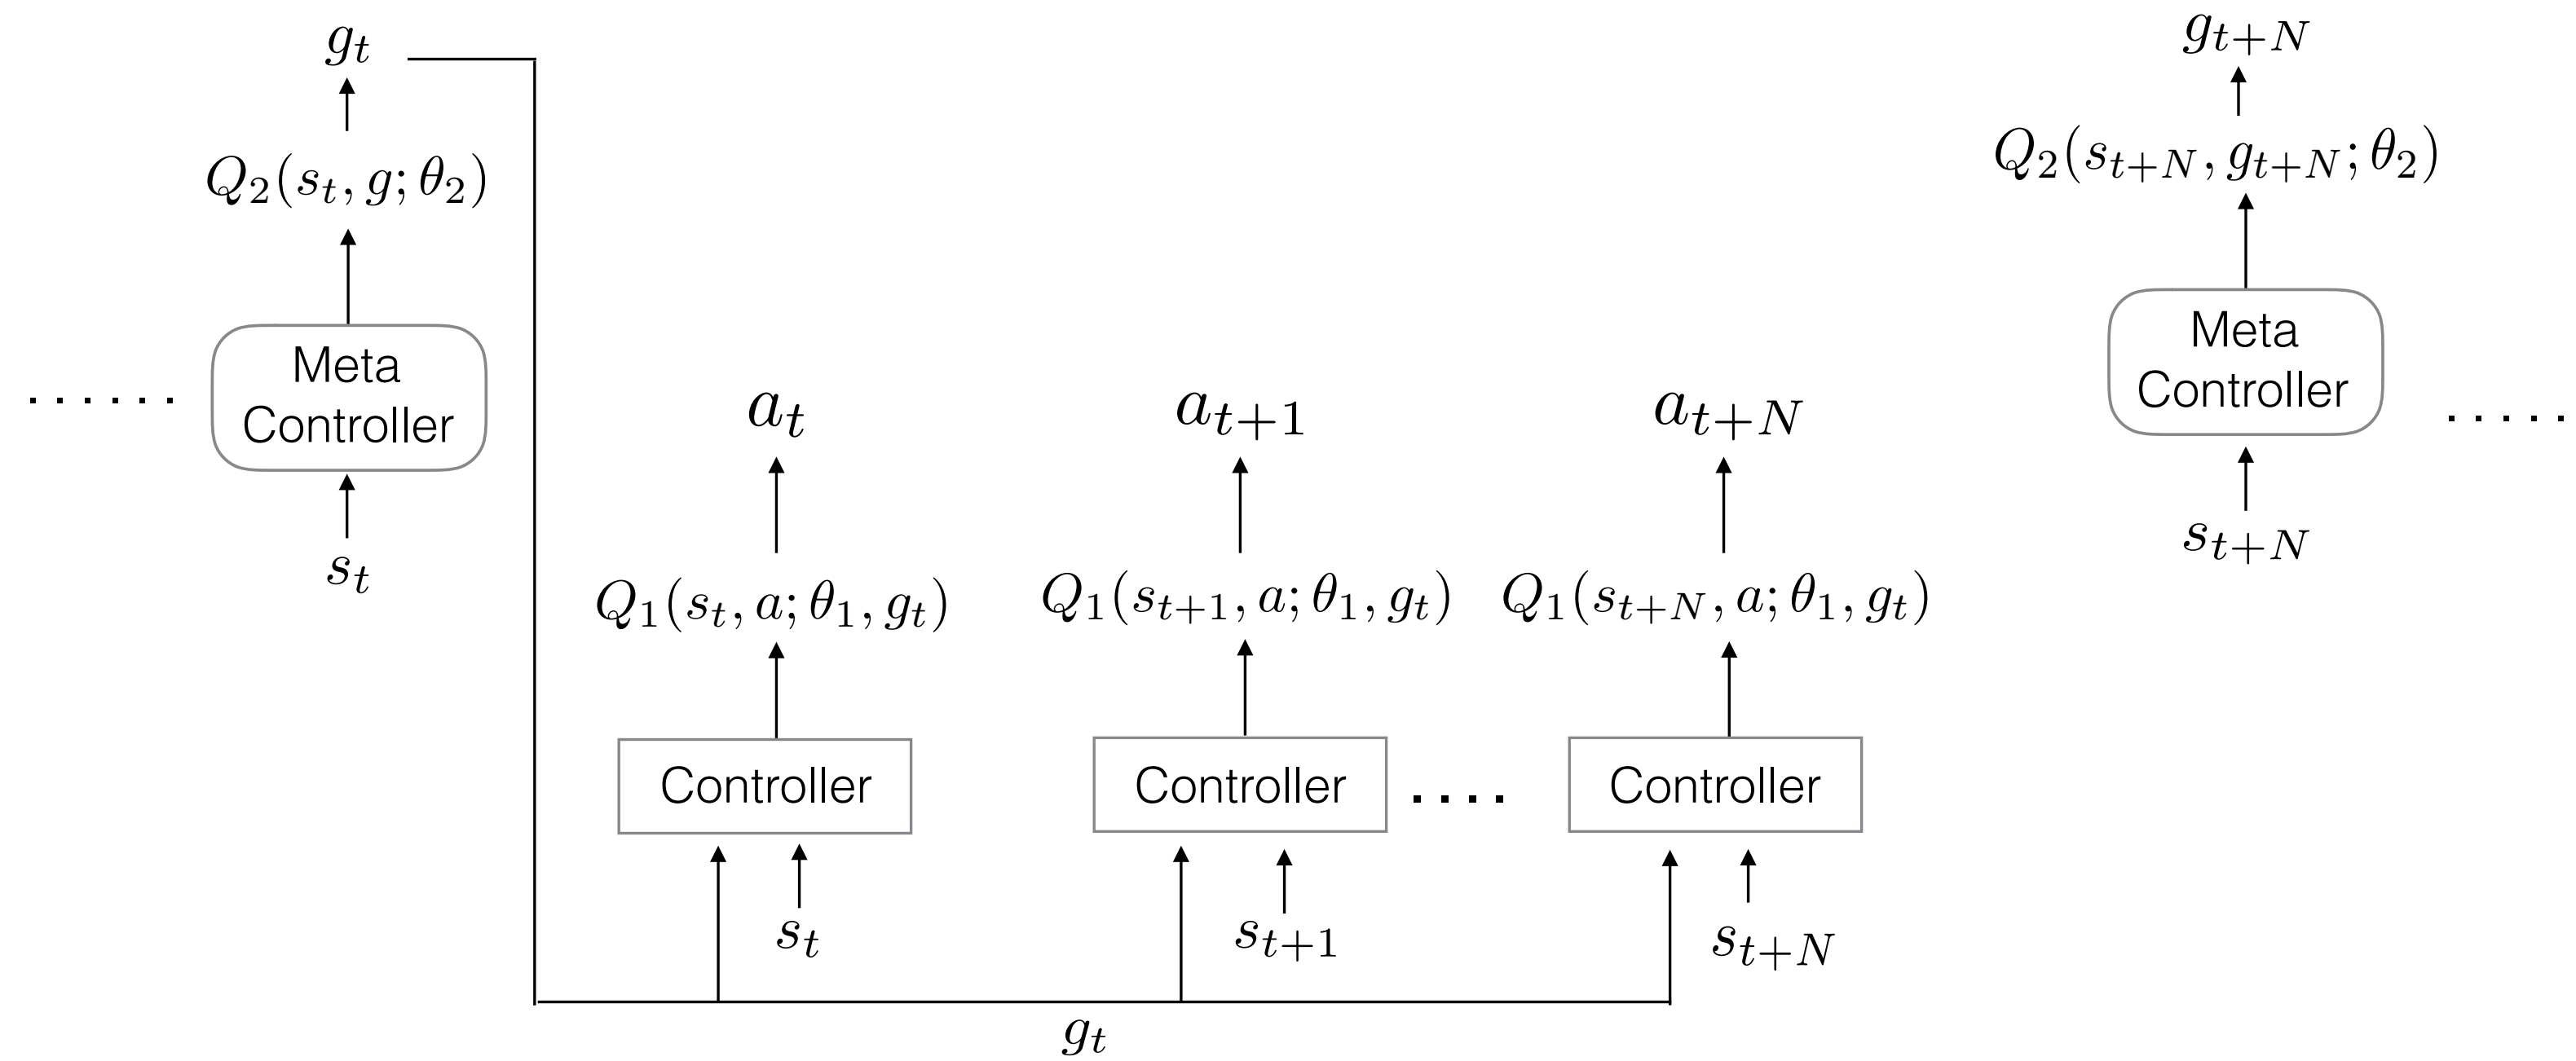 g_t
Q_2(s_t, g; θ_2)
Meta
Controller
s_t
. . . . . .
a_t
Q_1(s_t, a; θ_1, g_t)
Controller
s_t
a_{t+1}
Q_1(s_{t+1}, a; θ_1, g_t)
Controller
s_{t+1}
. . . .
a_{t+N}
Q_1(s_{t+N}, a; θ_1, g_t)
Controller
s_{t+N}
g_t
g_{t+N}
Q_2(s_{t+N}, g_{t+N}; θ_2)
Meta
Controller
s_{t+N}
. . . . .